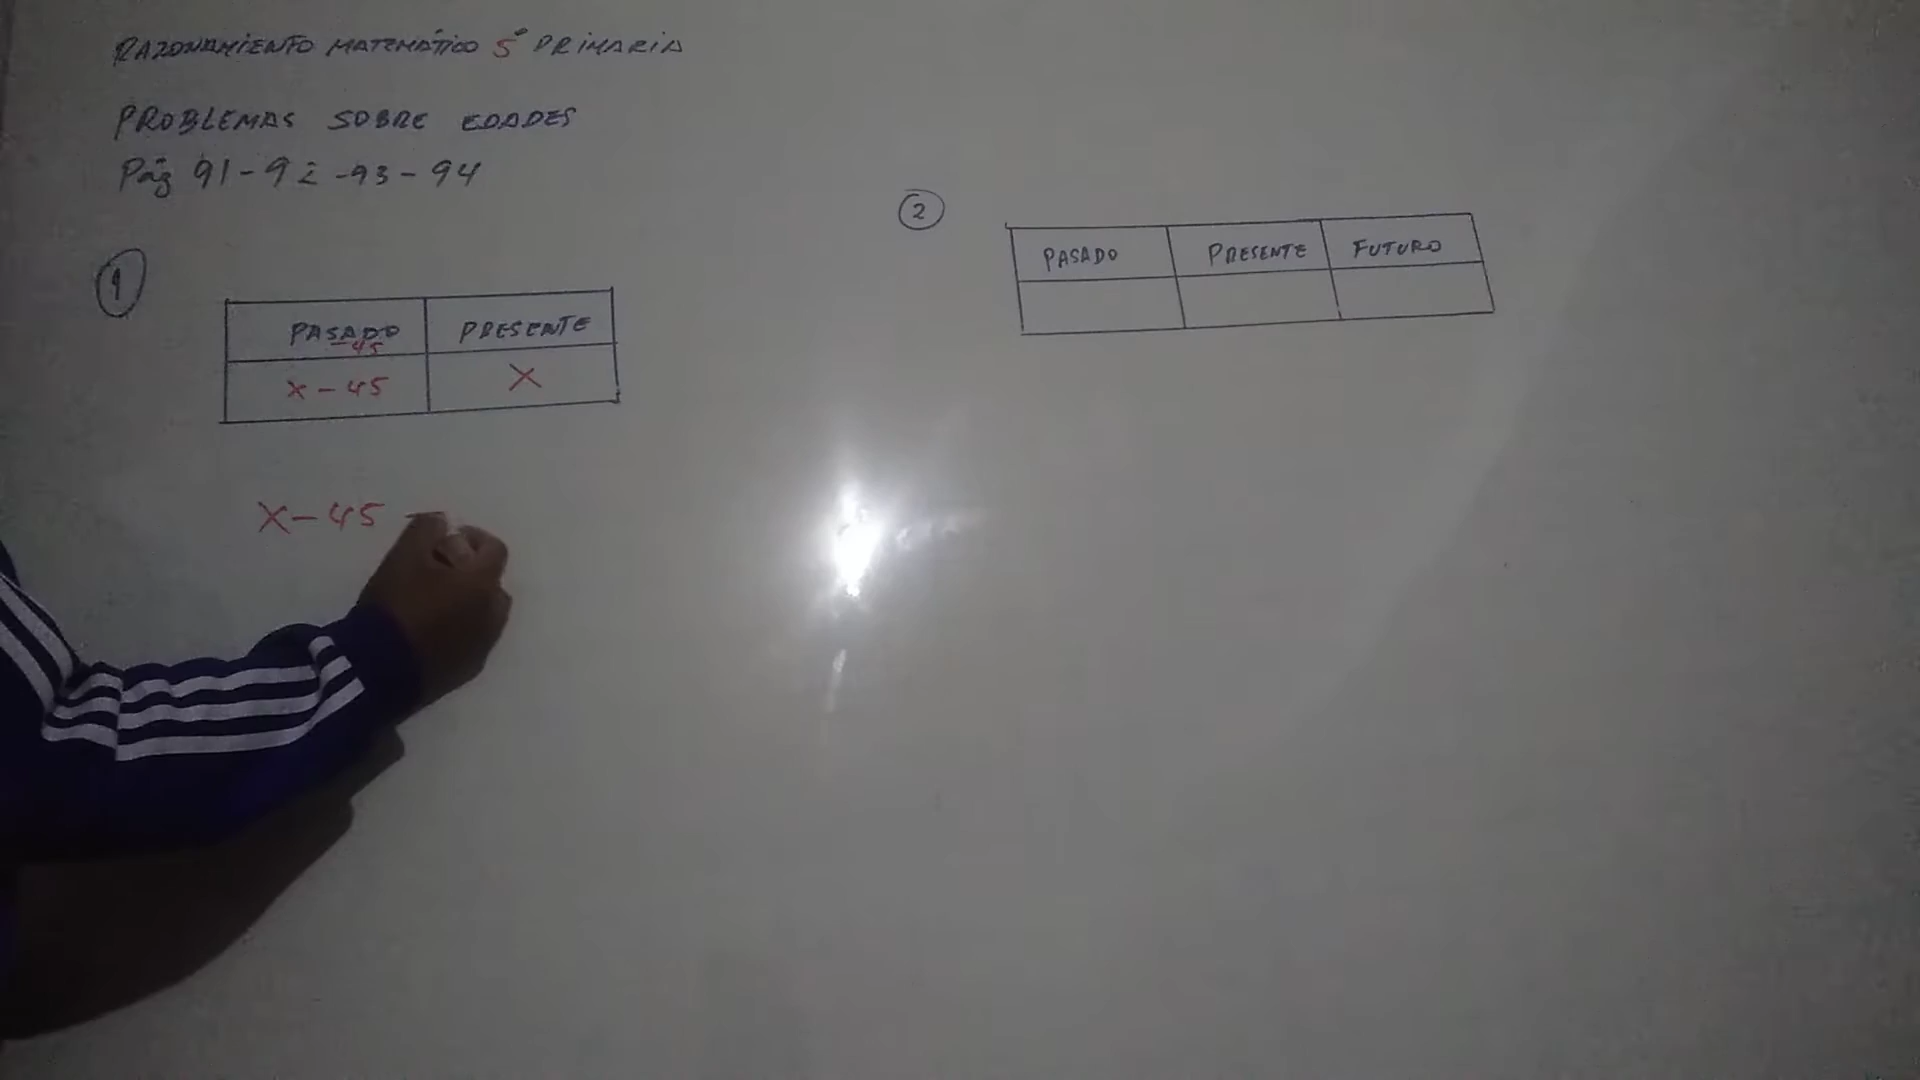 RAZONAMIENTO MATEMÁTICO 5° PRIMARIA
PROBLEMAS SOBRE EDADES
Pág 91-92-93-94
1
PASADO PRESENTE
-45
x-45 X
X-45
2
PASADO PRESENTE FUTURO